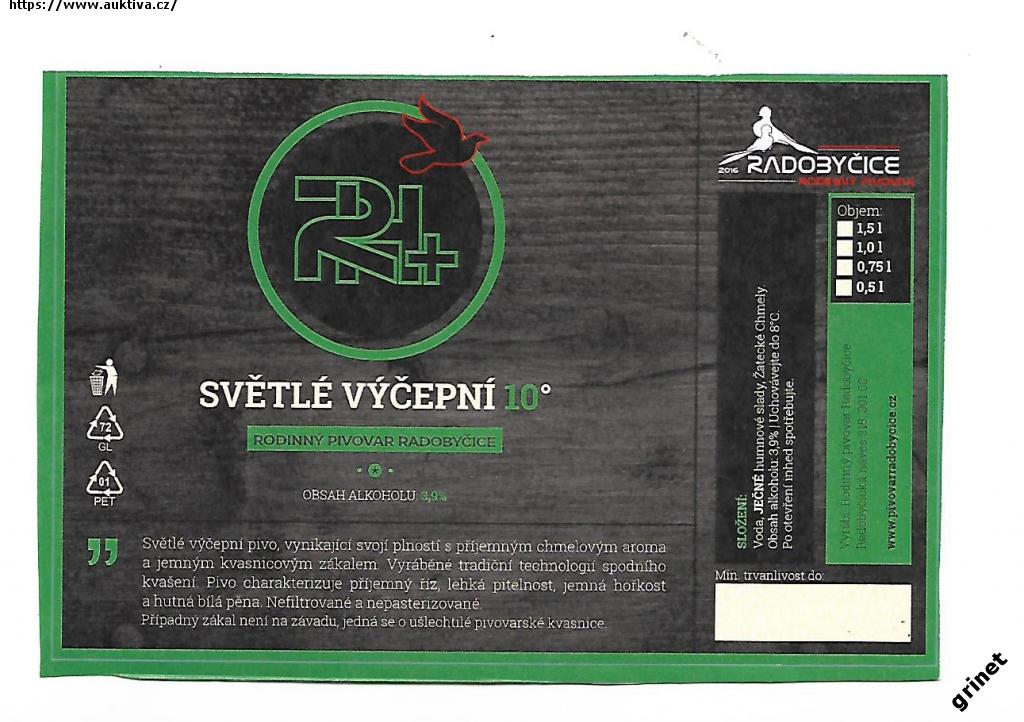 https://www.auktiva.cz/
2016 RADOBYČICE
RODINNÝ PIVOVAR
Objem:
1,5 l
1,0 l
0,75 l
0,5 l
SVĚTLÉ VÝČEPNÍ 10°
RODINNÝ PIVOVAR RADOBYČICE
OBSAH ALKOHOLU 3,9%
72
GL
01
PET
Světlé výčepní pivo, vynikající svojí plností s příjemným chmelovým aroma
a jemným kvasnicovým zákalem. Vyráběné tradiční technologií spodního
kvašení. Pivo charakterizuje příjemný říz, lehká pitelnost, jemná hořkost
a hutná bílá pěna. Nefiltrované a nepasterizované.
Případný zákal není na závadu, jedná se o ušlechtilé pivovarské kvasnice.
SLOŽENÍ:
Voda, JEČNÉ humnové slady, Žatecké Chmely.
Obsah alkoholu: 3,9% | Uchovávejte do 8°C.
Po otevření ihned spotřebujte.
Vyrábí: Rodinný pivovar Radobyčice
Radobyčická náves 318, 301 00
www.pivovarradobycice.cz
Min. trvanlivost do:
grinet